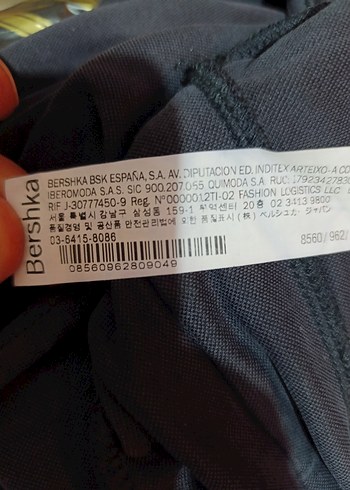 Bershka
BERSHKA BSK ESPAÑA, S.A. AV. DIPUTACION ED. INDITEX ARTEIXO-A CO
IBEROMODA S.A.S. SIC 900.207.055 QUIMODA S.A. RUC:
RIF J-30777450-9 Reg. Nº0000012TI-02 FASHION LOGISTICS LLC
서울 특별시 강남구 삼성동 159-1 무역센터 20층 02 3413 9800
품질경영 및 공산품 안전관리법에 의한 품질표시 (株) ベルシュカ・ジャパン
03-6415-8086
8560/962/
08560962809049